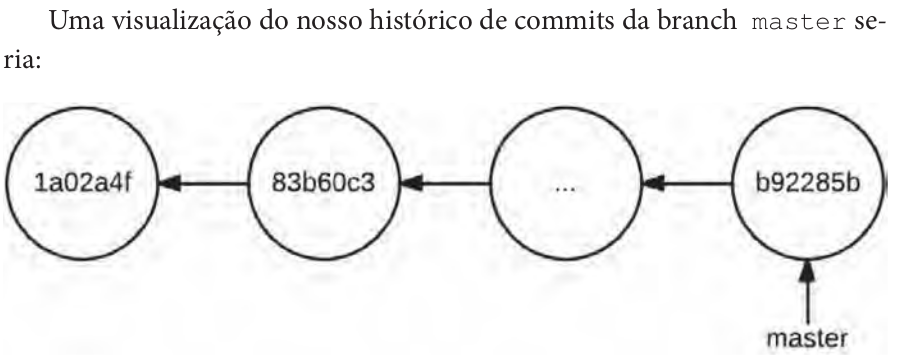 Uma visualização do nosso histórico de commits da branch master se-
ria:
1a02a4f 83b60c3 ... b92285b
master